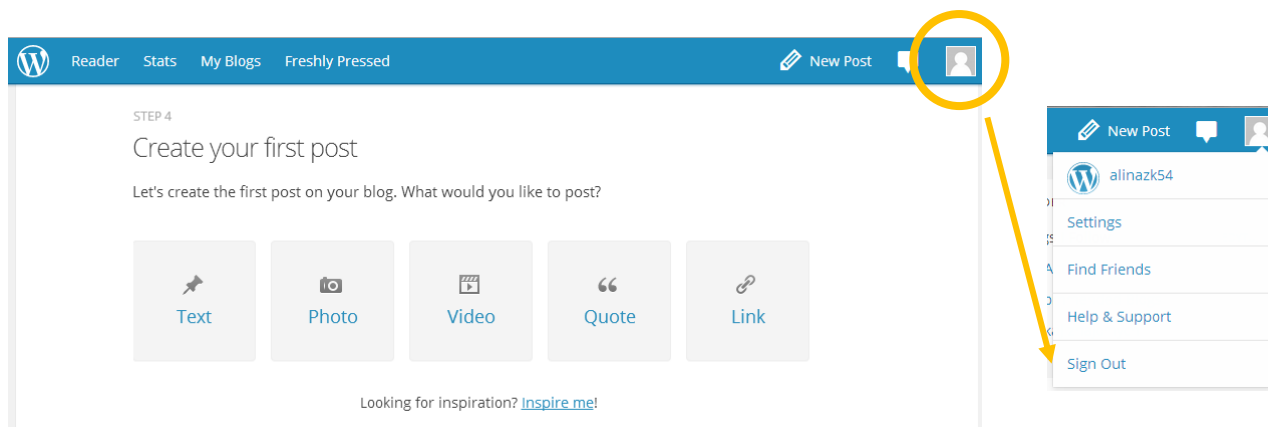 Reader Stats My Blogs Freshly Pressed New Post
STEP 4
Create your first post
Let's create the first post on your blog. What would you like to post?
Text Photo Video Quote Link
Looking for inspiration? Inspire me!
New Post
alinazk54
Settings
Find Friends
Help & Support
Sign Out